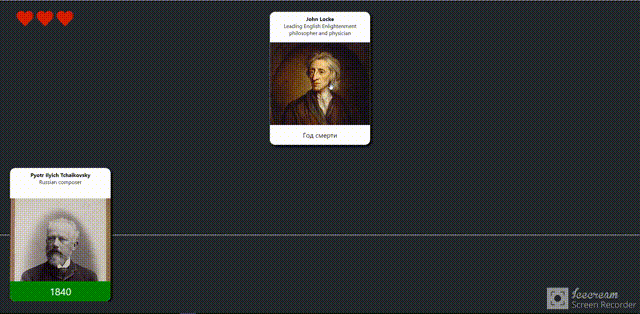 John Locke
Leading English Enlightenment
philosopher and physician
Год смерти
Pyotr Ilyich Tchaikovsky
Russian composer
1840
Icecream
Screen Recorder